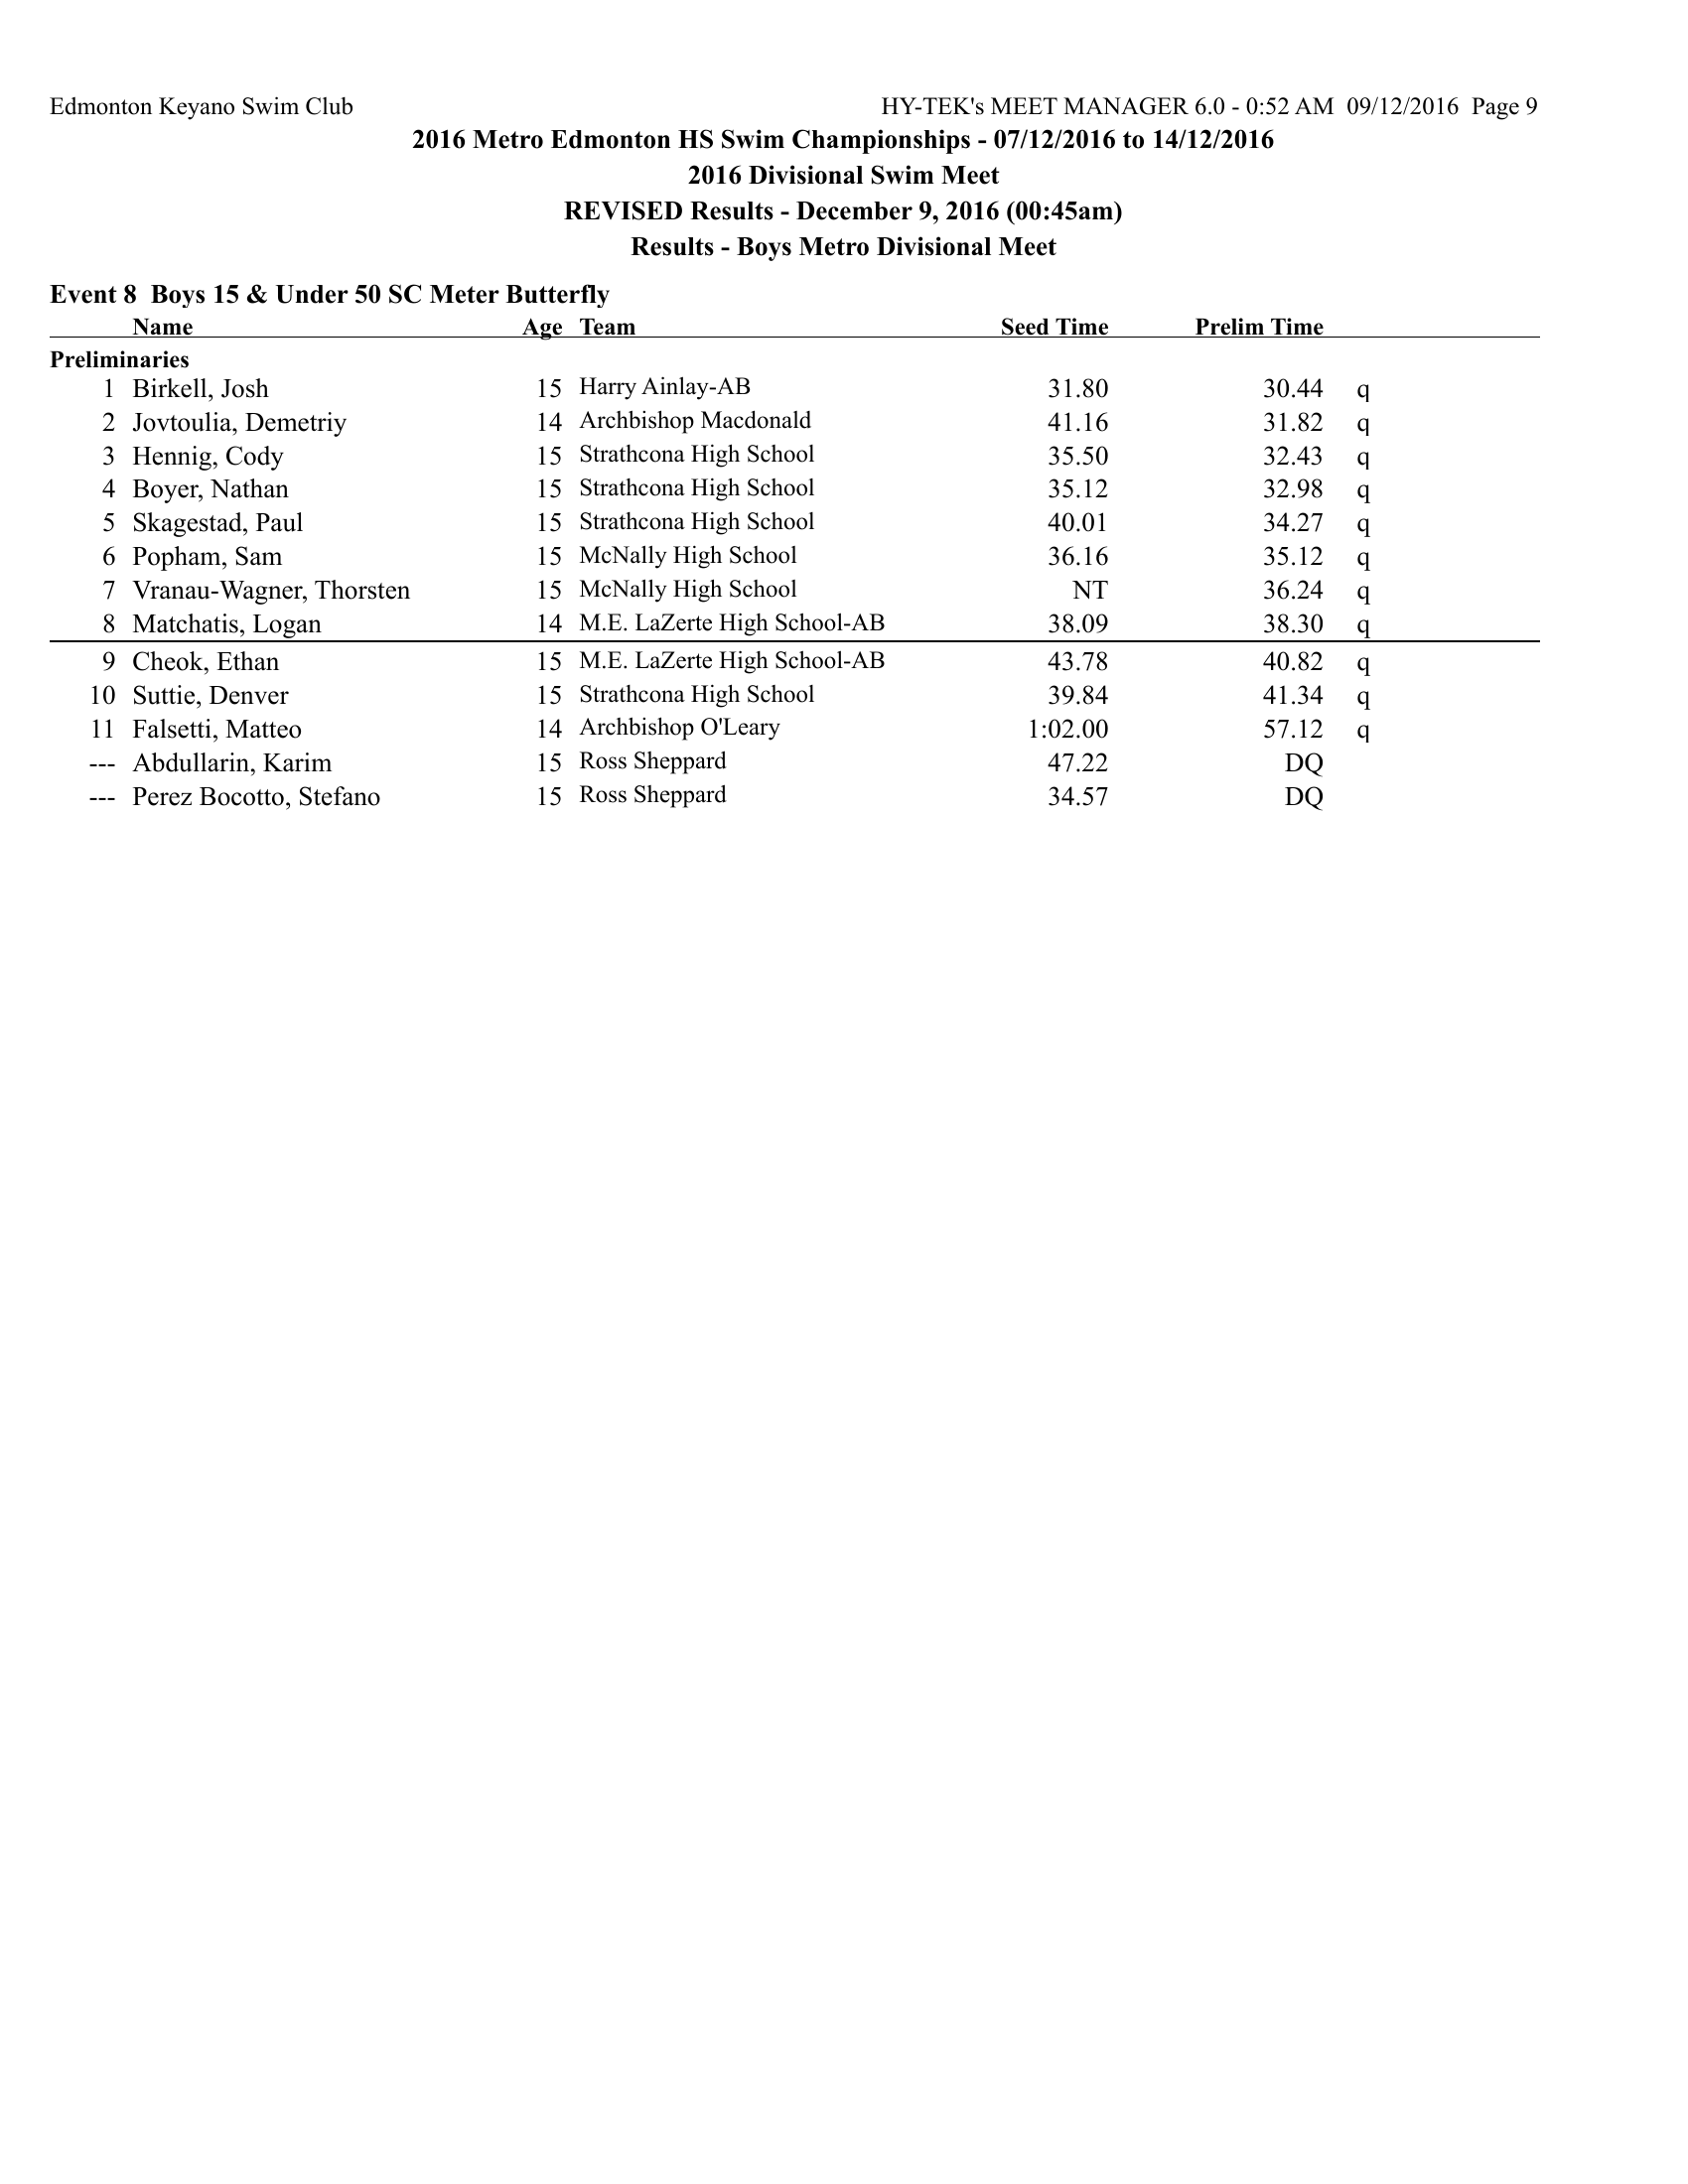 Edmonton Keyano Swim Club HY-TEK's MEET MANAGER 6.0 - 0:52 AM 09/12/2016 Page 9
2016 Metro Edmonton HS Swim Championships - 07/12/2016 to 14/12/2016
2016 Divisional Swim Meet
REVISED Results - December 9, 2016 (00:45am)
Results - Boys Metro Divisional Meet
Event 8 Boys 15 & Under 50 SC Meter Butterfly
Name Age Team Seed Time Prelim Time
Preliminaries
1 Birkell, Josh 15 Harry Ainlay-AB 31.80 30.44 q
2 Jovtoulia, Demetriy 14 Archbishop Macdonald 41.16 31.82 q
3 Hennig, Cody 15 Strathcona High School 35.50 32.43 q
4 Boyer, Nathan 15 Strathcona High School 35.12 32.98 q
5 Skagestad, Paul 15 Strathcona High School 40.01 34.27 q
6 Popham, Sam 15 McNally High School 36.16 35.12 q
7 Vranau-Wagner, Thorsten 15 McNally High School NT 36.24 q
8 Matchatis, Logan 14 M.E. LaZerte High School-AB 38.09 38.30 q
9 Cheok, Ethan 15 M.E. LaZerte High School-AB 43.78 40.82 q
10 Suttie, Denver 15 Strathcona High School 39.84 41.34 q
11 Falsetti, Matteo 14 Archbishop O'Leary 1:02.00 57.12 q
--- Abdullarin, Karim 15 Ross Sheppard 47.22 DQ
--- Perez Bocotto, Stefano 15 Ross Sheppard 34.57 DQ